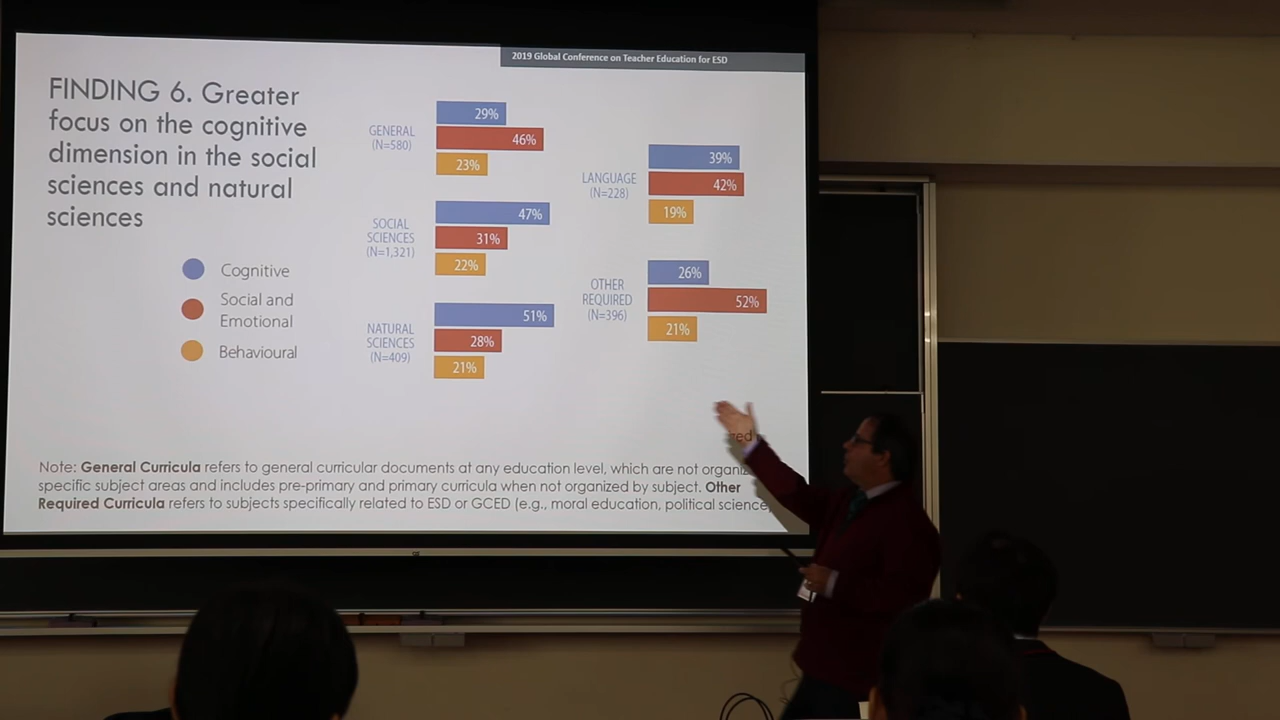 2019 Global Conference on Teacher Education for ESD
FINDING 6. Greater
focus on the cognitive
dimension in the social
sciences and natural
sciences
Cognitive
Social and
Emotional
Behavioural
GENERAL
(N=580)
29%
46%
23%
SOCIAL
SCIENCES
(N=1,321)
47%
31%
22%
NATURAL
SCIENCES
(N=409)
51%
28%
21%
LANGUAGE
(N=228)
39%
42%
19%
OTHER
REQUIRED
(N=396)
26%
52%
21%
Note: General Curricula refers to general curricular documents at any education level, which are not
specific subject areas and includes pre-primary and primary curricula when not organized by subject. Other
Required Curricula refers to subjects specifically related to ESD or GCED (e.g., moral education, political science,